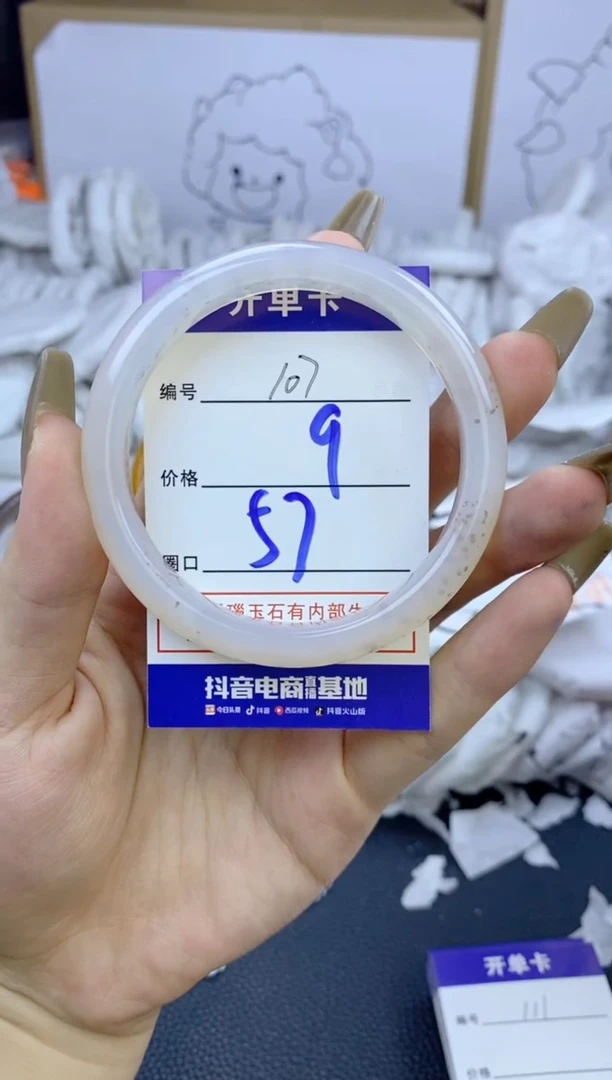 开单卡
编号 107
价格 9
圈口 57
瑙玉石有内部
抖音电商直播基地
今日头条 抖音 西瓜视频 抖音火山版
开单卡
编号 111
价格